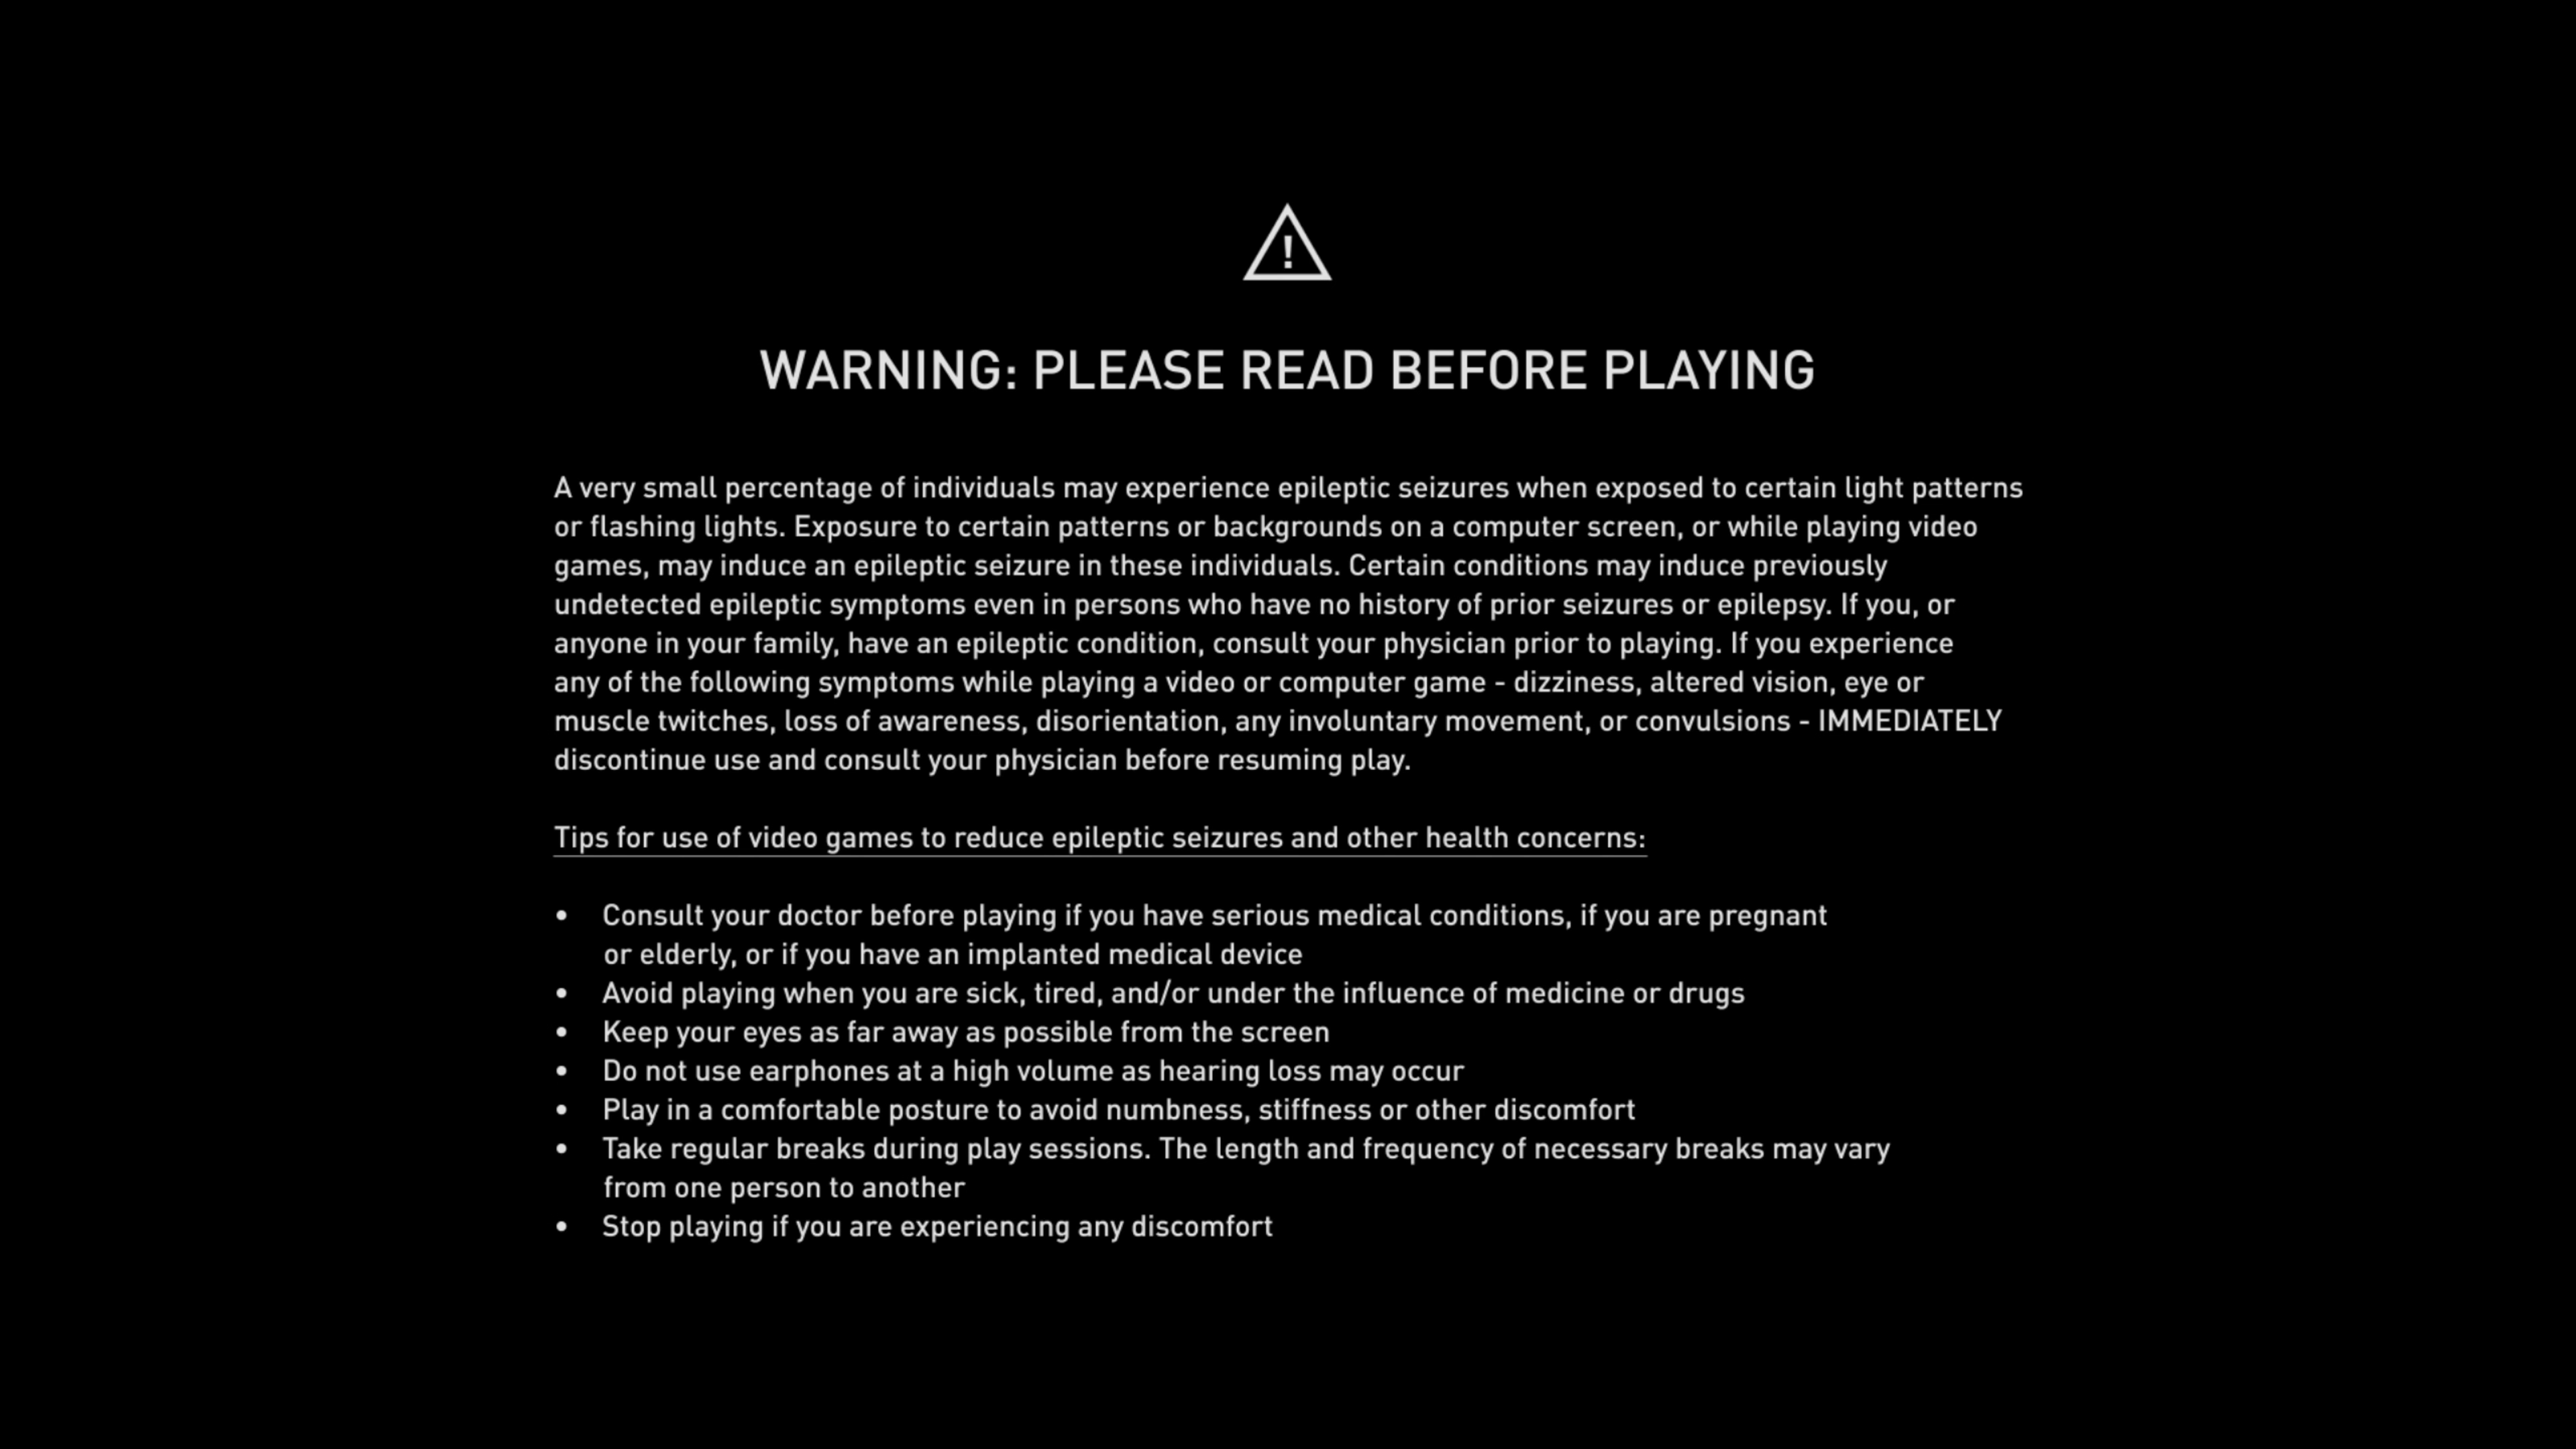 !
WARNING: PLEASE READ BEFORE PLAYING
A very small percentage of individuals may experience epileptic seizures when exposed to certain light patterns
or flashing lights. Exposure to certain patterns or backgrounds on a computer screen, or while playing video
games, may induce an epileptic seizure in these individuals. Certain conditions may induce previously
undetected epileptic symptoms even in persons who have no history of prior seizures or epilepsy. If you, or
anyone in your family, have an epileptic condition, consult your physician prior to playing. If you experience
any of the following symptoms while playing a video or computer game - dizziness, altered vision, eye or
muscle twitches, loss of awareness, disorientation, any involuntary movement, or convulsions - IMMEDIATELY
discontinue use and consult your physician before resuming play.
Tips for use of video games to reduce epileptic seizures and other health concerns:
• Consult your doctor before playing if you have serious medical conditions, if you are pregnant
or elderly, or if you have an implanted medical device
• Avoid playing when you are sick, tired, and/or under the influence of medicine or drugs
• Keep your eyes as far away as possible from the screen
• Do not use earphones at a high volume as hearing loss may occur
• Play in a comfortable posture to avoid numbness, stiffness or other discomfort
• Take regular breaks during play sessions. The length and frequency of necessary breaks may vary
from one person to another
• Stop playing if you are experiencing any discomfort